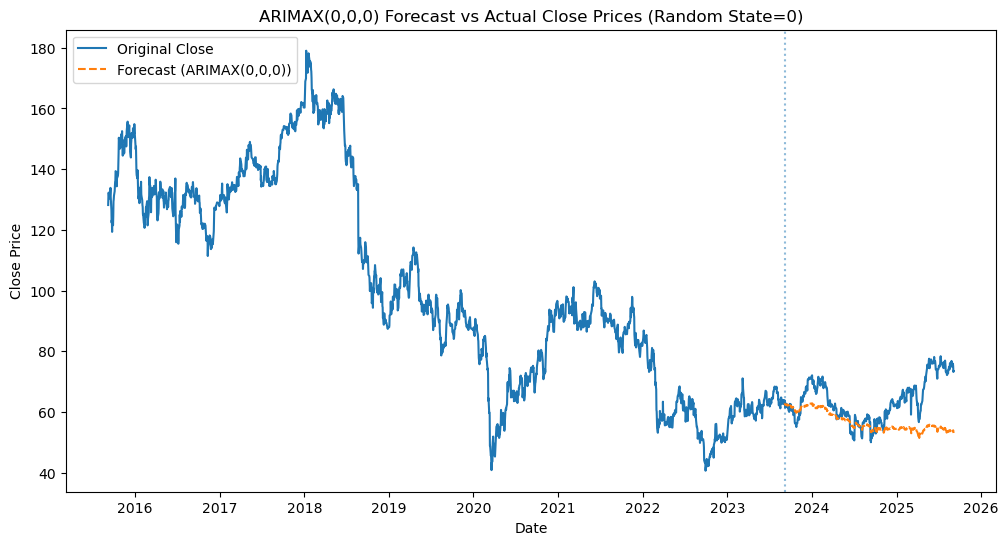 ARIMAX(0,0,0) Forecast vs Actual Close Prices (Random State=0)
Original Close
Forecast (ARIMAX(0,0,0))
Close Price
180
160
140
120
100
80
60
40
2016 2017 2018 2019 2020 2021 2022 2023 2024 2025 2026
Date